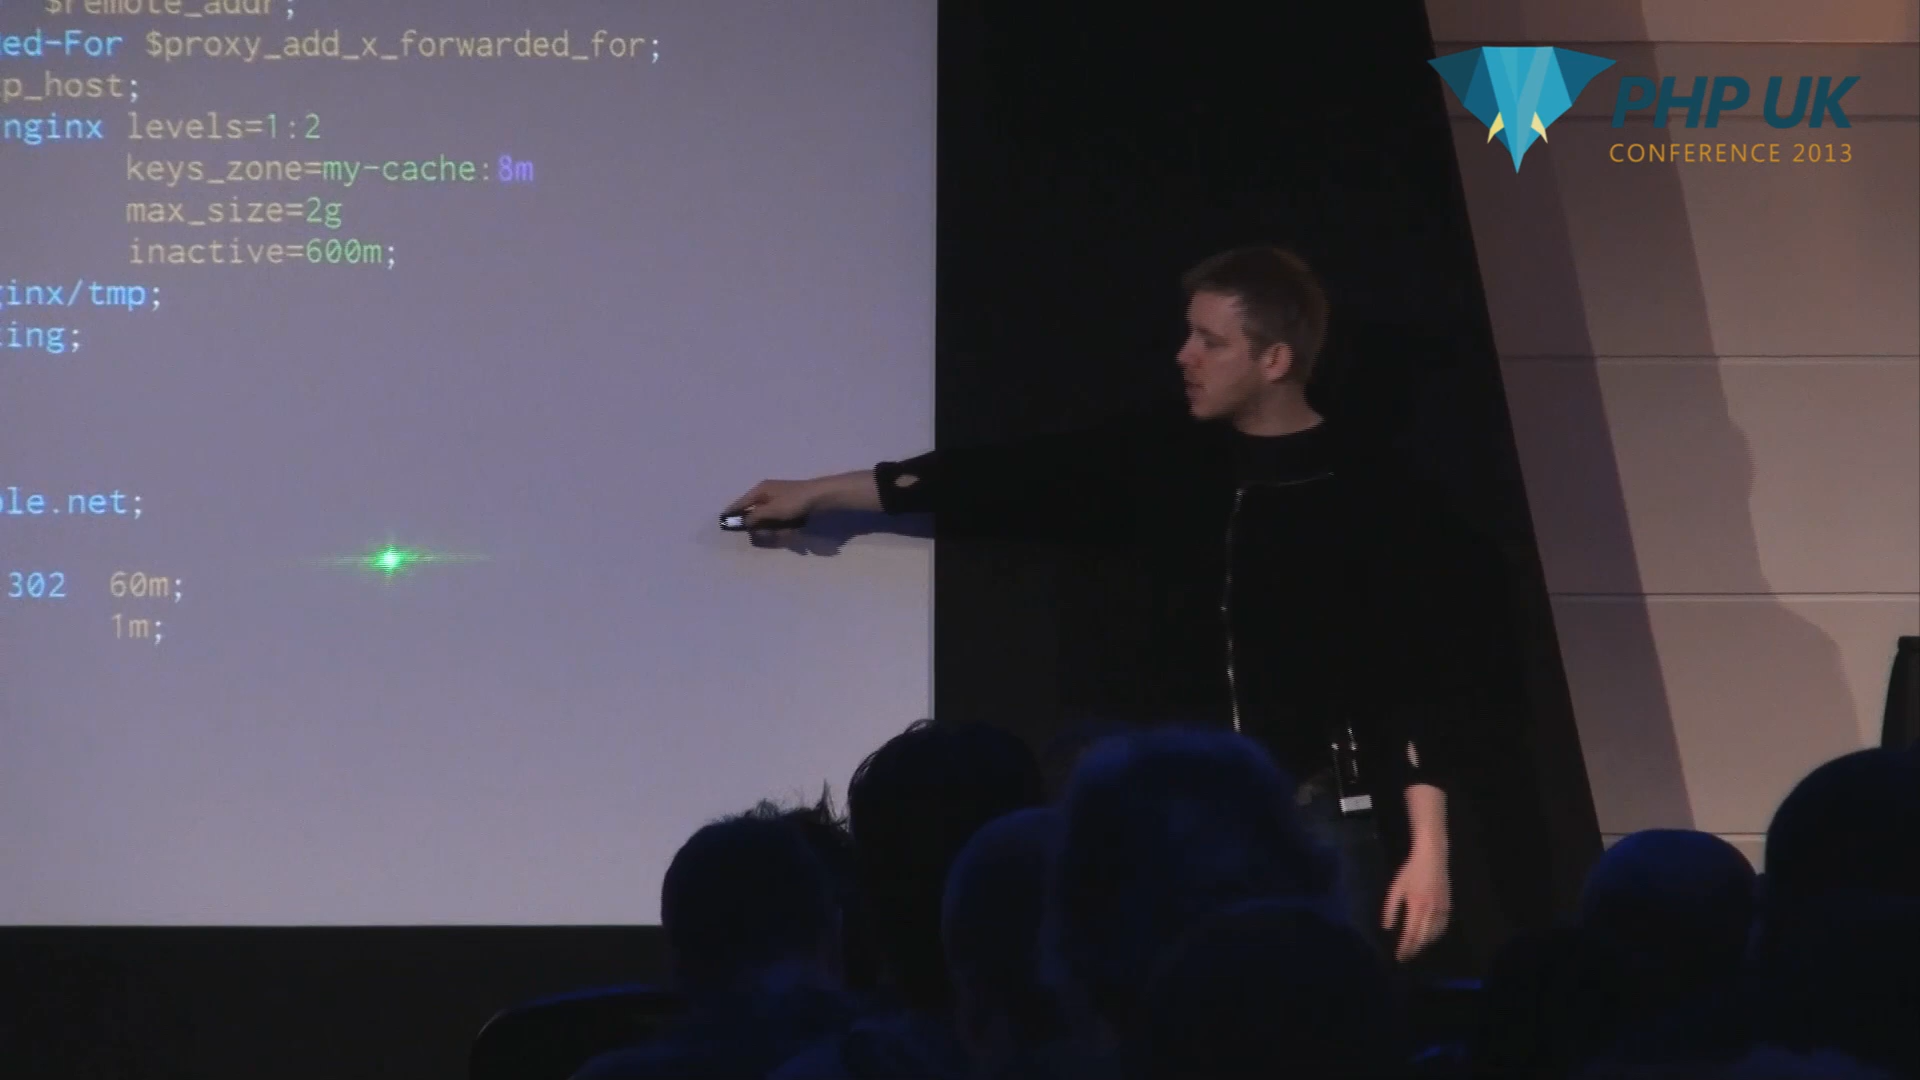 $remote_addr;
ed-For $proxy_add_x_forwarded_for;
p_host;
nginx levels=1:2
keys_zone=my-cache:8m
max_size=2g
inactive=600m;
inx/tmp;
ing;
le.net;
302 60m;
1m;
PHP UK
CONFERENCE 2013